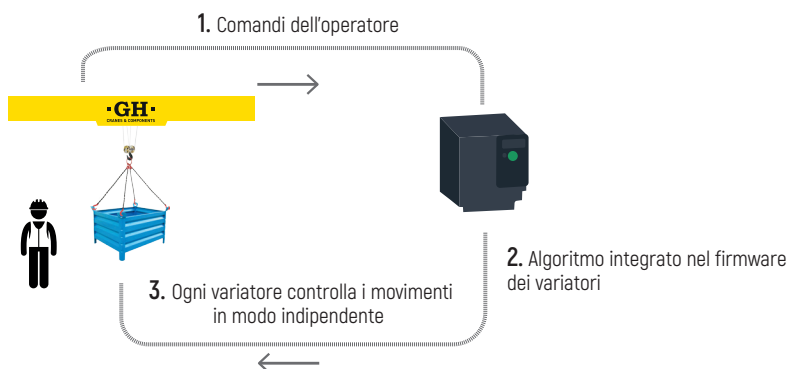 1. Comandi dell'operatore
·GH·
CRANES & COMPONENTS
2. Algoritmo integrato nel firmware
dei variatori
3. Ogni variatore controlla i movimenti
in modo indipendente